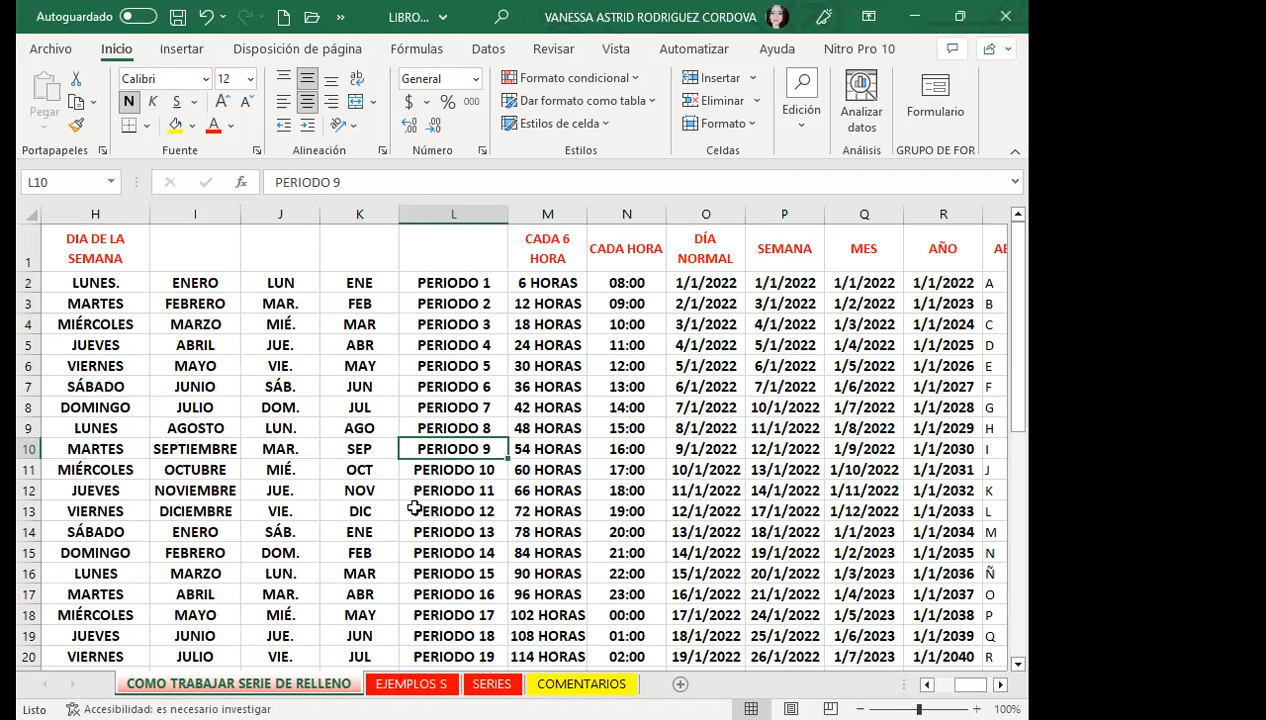 Autoguardado LIBRO... VANESSA ASTRID RODRIGUEZ CORDOVA
Archivo Inicio Insertar Disposición de página Fórmulas Datos Revisar Vista Automatizar Ayuda Nitro Pro 10
Pegar
Calibri 12
N K S
General
$ % 000
Formato condicional
Dar formato como tabla
Estilos de celda
Insertar
Eliminar
Formato
Edición
Analizar datos
Formulario
Portapapeles Fuente Alineación Número Estilos Celdas Análisis GRUPO DE FOR
L10 fx PERIODO 9
H I J K L M N O P Q R
1 DIA DE LA SEMANA CADA 6 HORA CADA HORA DÍA NORMAL SEMANA MES AÑO AE
2 LUNES. ENERO LUN ENE PERIODO 1 6 HORAS 08:00 1/1/2022 1/1/2022 1/1/2022 1/1/2022 A
3 MARTES FEBRERO MAR. FEB PERIODO 2 12 HORAS 09:00 2/1/2022 3/1/2022 1/2/2022 1/1/2023 B
4 MIÉRCOLES MARZO MIÉ. MAR PERIODO 3 18 HORAS 10:00 3/1/2022 4/1/2022 1/3/2022 1/1/2024 C
5 JUEVES ABRIL JUE. ABR PERIODO 4 24 HORAS 11:00 4/1/2022 5/1/2022 1/4/2022 1/1/2025 D
6 VIERNES MAYO VIE. MAY PERIODO 5 30 HORAS 12:00 5/1/2022 6/1/2022 1/5/2022 1/1/2026 E
7 SÁBADO JUNIO SÁB. JUN PERIODO 6 36 HORAS 13:00 6/1/2022 7/1/2022 1/6/2022 1/1/2027 F
8 DOMINGO JULIO DOM. JUL PERIODO 7 42 HORAS 14:00 7/1/2022 10/1/2022 1/7/2022 1/1/2028 G
9 LUNES AGOSTO LUN. AGO PERIODO 8 48 HORAS 15:00 8/1/2022 11/1/2022 1/8/2022 1/1/2029 H
10 MARTES SEPTIEMBRE MAR. SEP PERIODO 9 54 HORAS 16:00 9/1/2022 12/1/2022 1/9/2022 1/1/2030 I
11 MIÉRCOLES OCTUBRE MIÉ. OCT PERIODO 10 60 HORAS 17:00 10/1/2022 13/1/2022 1/10/2022 1/1/2031 J
12 JUEVES NOVIEMBRE JUE. NOV PERIODO 11 66 HORAS 18:00 11/1/2022 14/1/2022 1/11/2022 1/1/2032 K
13 VIERNES DICIEMBRE VIE. DIC PERIODO 12 72 HORAS 19:00 12/1/2022 17/1/2022 1/12/2022 1/1/2033 L
14 SÁBADO ENERO SÁB. ENE PERIODO 13 78 HORAS 20:00 13/1/2022 18/1/2022 1/1/2023 1/1/2034 M
15 DOMINGO FEBRERO DOM. FEB PERIODO 14 84 HORAS 21:00 14/1/2022 19/1/2022 1/2/2023 1/1/2035 N
16 LUNES MARZO LUN. MAR PERIODO 15 90 HORAS 22:00 15/1/2022 20/1/2022 1/3/2023 1/1/2036 Ñ
17 MARTES ABRIL MAR. ABR PERIODO 16 96 HORAS 23:00 16/1/2022 21/1/2022 1/4/2023 1/1/2037 O
18 MIÉRCOLES MAYO MIÉ. MAY PERIODO 17 102 HORAS 00:00 17/1/2022 24/1/2022 1/5/2023 1/1/2038 P
19 JUEVES JUNIO JUE. JUN PERIODO 18 108 HORAS 01:00 18/1/2022 25/1/2022 1/6/2023 1/1/2039 Q
20 VIERNES JULIO VIE. JUL PERIODO 19 114 HORAS 02:00 19/1/2022 26/1/2022 1/7/2023 1/1/2040 R
COMO TRABAJAR SERIE DE RELLENO EJEMPLOS S SERIES COMENTARIOS
Listo Accesibilidad: es necesario investigar 100%